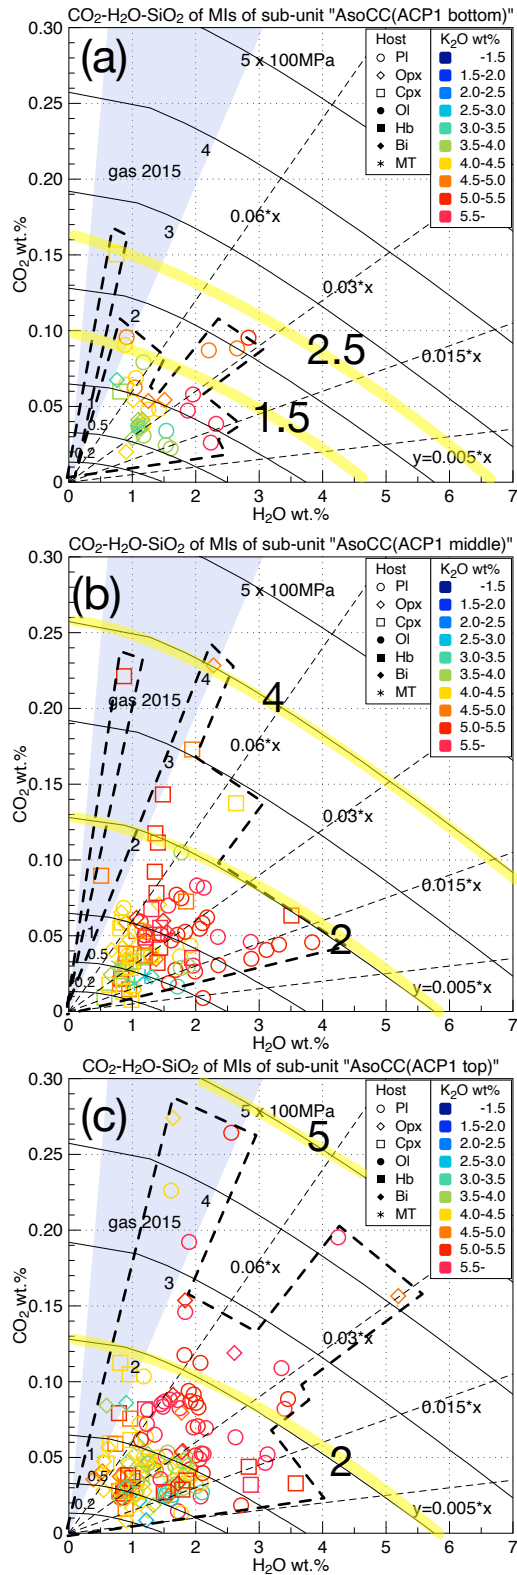 CO2-H2O-SiO2 of MIs of sub-unit "AsoCC(ACP1 bottom)"
(a)
5 x 100MPa
Host
Pl
Opx
Cpx
Ol
Hb
Bi
MT
K2O wt%
-1.5
1.5-2.0
2.0-2.5
2.5-3.0
3.0-3.5
3.5-4.0
4.0-4.5
4.5-5.0
5.0-5.5
5.5-
gas 2015
4
3
2
1
0.5
0.2
0.06*x
0.03*x
0.015*x
y=0.005*x
2.5
1.5
0.30
0.25
0.20
0.15
0.10
0.05
0
CO2 wt.%
0 1 2 3 4 5 6 7
H2O wt.%
CO2-H2O-SiO2 of MIs of sub-unit "AsoCC(ACP1 middle)"
(b)
5 x 100MPa
Host
Pl
Opx
Cpx
Ol
Hb
Bi
MT
K2O wt%
-1.5
1.5-2.0
2.0-2.5
2.5-3.0
3.0-3.5
3.5-4.0
4.0-4.5
4.5-5.0
5.0-5.5
5.5-
gas 2015
4
3
2
1
0.5
0.2
0.06*x
0.03*x
0.015*x
y=0.005*x
4
2
0.30
0.25
0.20
0.15
0.10
0.05
0
CO2 wt.%
0 1 2 3 4 5 6 7
H2O wt.%
CO2-H2O-SiO2 of MIs of sub-unit "AsoCC(ACP1 top)"
(c)
5 x 100MPa
Host
Pl
Opx
Cpx
Ol
Hb
Bi
MT
K2O wt%
-1.5
1.5-2.0
2.0-2.5
2.5-3.0
3.0-3.5
3.5-4.0
4.0-4.5
4.5-5.0
5.0-5.5
5.5-
gas 2015
4
3
2
1
0.5
0.2
0.06*x
0.03*x
0.015*x
y=0.005*x
5
2
0.30
0.25
0.20
0.15
0.10
0.05
0
CO2 wt.%
0 1 2 3 4 5 6 7
H2O wt.%